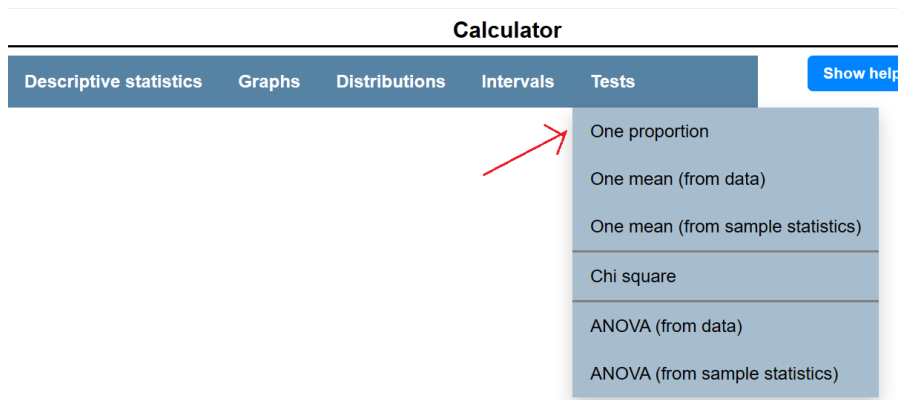 Calculator
Descriptive statistics Graphs Distributions Intervals Tests Show help
One proportion
One mean (from data)
One mean (from sample statistics)
Chi square
ANOVA (from data)
ANOVA (from sample statistics)